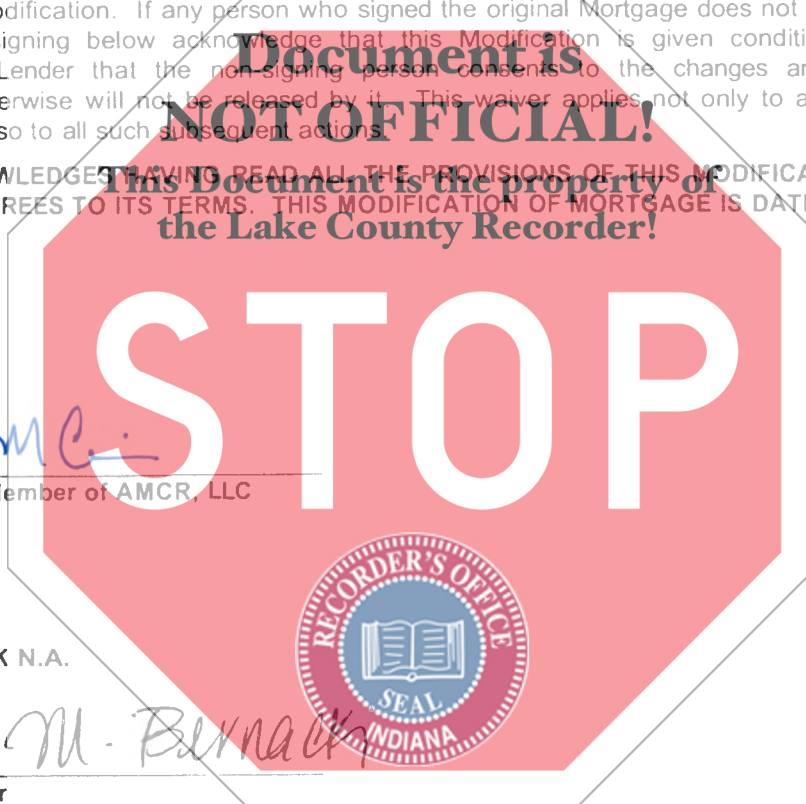 odification. If any person who signed the original Mortgage does not
igning below acknowledge that this Modification is given conditi
Document is
Lender that the non-signing person consents to the changes an
erwise will not be released by it. This waiver applies not only to a
NOT OFFICIAL!
so to all such subsequent actions.
WLEDGES HAVING READ ALL THE PROVISIONS OF THIS MODIFICA
This Document is the property of
REES TO ITS TERMS. THIS MODIFICATION OF MORTGAGE IS DAT
the Lake County Recorder!
STOP
ember of AMCR, LLC
RECORDER'S OFFICE
SEAL
INDIANA
K N.A.
M. Bernack
r